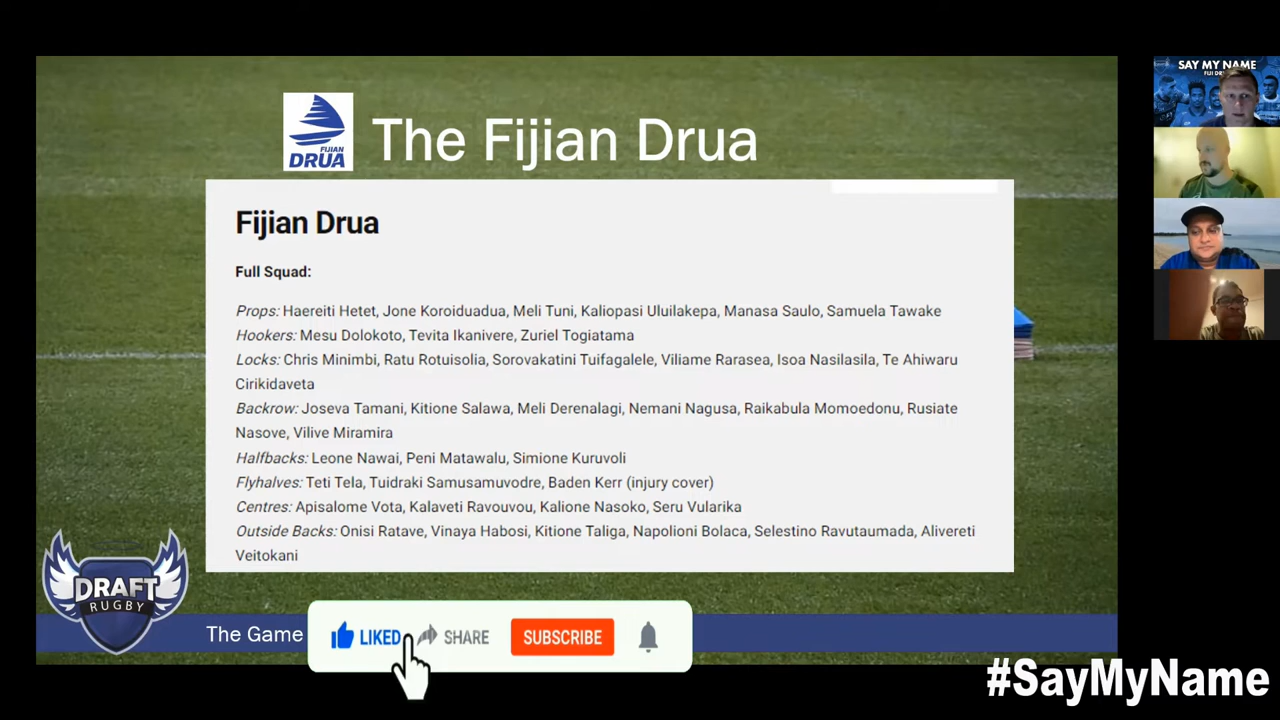 SAY MY NAME
FIJI DR
FIJIAN
DRUA
The Fijian Drua
Fijian Drua
Full Squad:
Props: Haereiti Hetet, Jone Koroiduadua, Meli Tuni, Kaliopasi Uluilakepa, Manasa Saulo, Samuela Tawake
Hookers: Mesu Dolokoto, Tevita Ikanivere, Zuriel Togiatama
Locks: Chris Minimbi, Ratu Rotuisolia, Sorovakatini Tuifagalele, Viliame Rarasea, Isoa Nasilasila, Te Ahiwaru
Cirikidaveta
Backrow: Joseva Tamani, Kitione Salawa, Meli Derenalagi, Nemani Nagusa, Raikabula Momoedonu, Rusiate
Nasove, Vilive Miramira
Halfbacks: Leone Nawai, Peni Matawalu, Simione Kuruvoli
Flyhalves: Teti Tela, Tuidraki Samusamuvodre, Baden Kerr (injury cover)
Centres: Apisalome Vota, Kalaveti Ravouvou, Kalione Nasoko, Seru Vularika
Outside Backs: Onisi Ratave, Vinaya Habosi, Kitione Taliga, Napolioni Bolaca, Selestino Ravutaumada, Alivereti
Veitokani
DRAFT
RUGBY
The Game
LIKED SHARE SUBSCRIBE
#SayMyName